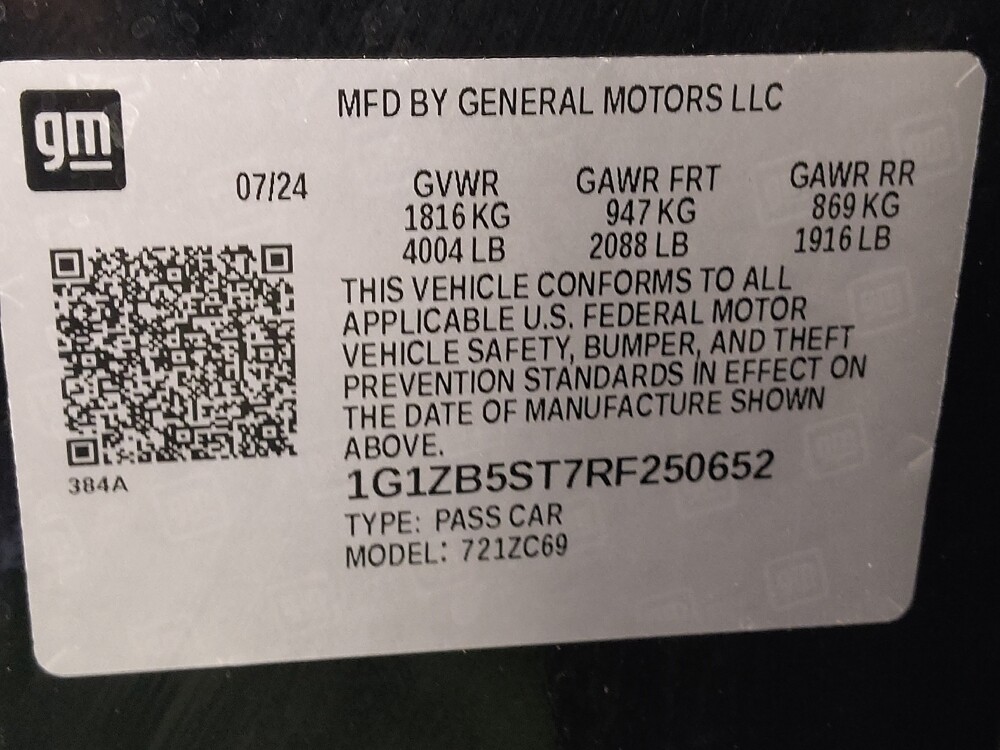 gm
MFD BY GENERAL MOTORS LLC
07/24 GVWR GAWR FRT GAWR RR
1816 KG 947 KG 869 KG
4004 LB 2088 LB 1916 LB
THIS VEHICLE CONFORMS TO ALL
APPLICABLE U.S. FEDERAL MOTOR
VEHICLE SAFETY, BUMPER, AND THEFT
PREVENTION STANDARDS IN EFFECT ON
THE DATE OF MANUFACTURE SHOWN
ABOVE.
384A
1G1ZB5ST7RF250652
TYPE: PASS CAR
MODEL: 721ZC69